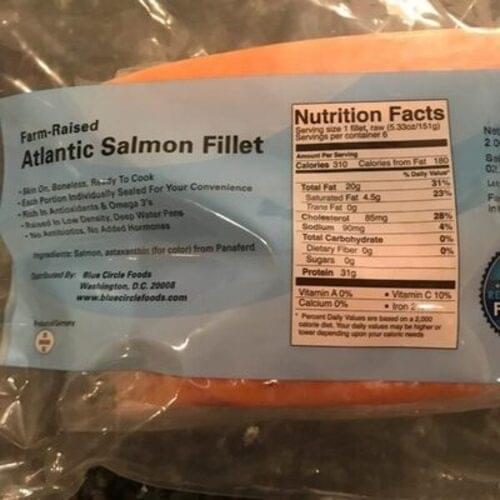 Farm-Raised
Atlantic Salmon Fillet
- Skin On, Boneless, Ready To Cook
- Each Portion Individually Sealed For Your Convenience
- Rich In Antioxidants & Omega 3's
- Raised In Low Density, Deep Water Pens
- No Antibiotics, No Added Hormones
Ingredients: Salmon, astaxanthin (for color) from Panaferd
Distributed By: Blue Circle Foods
Washington, D.C. 20008
www.bluecirclefoods.com
Product of Germany
Nutrition Facts
Serving size 1 fillet, raw (5.33oz/151g)
Servings per container 6
Amount Per Serving
Calories 310 Calories from Fat 180
% Daily Value*
Total Fat 20g 31%
Saturated Fat 4.5g 23%
Trans Fat 0g
Cholesterol 85mg 28%
Sodium 90mg 4%
Total Carbohydrate 0%
Dietary Fiber 0g 0%
Sugars 0g
Protein 31g
Vitamin A 0% • Vitamin C 10%
Calcium 0% • Iron 2
* Percent Daily Values are based on a 2,000
calorie diet. Your daily values may be higher or
lower depending upon your caloric needs